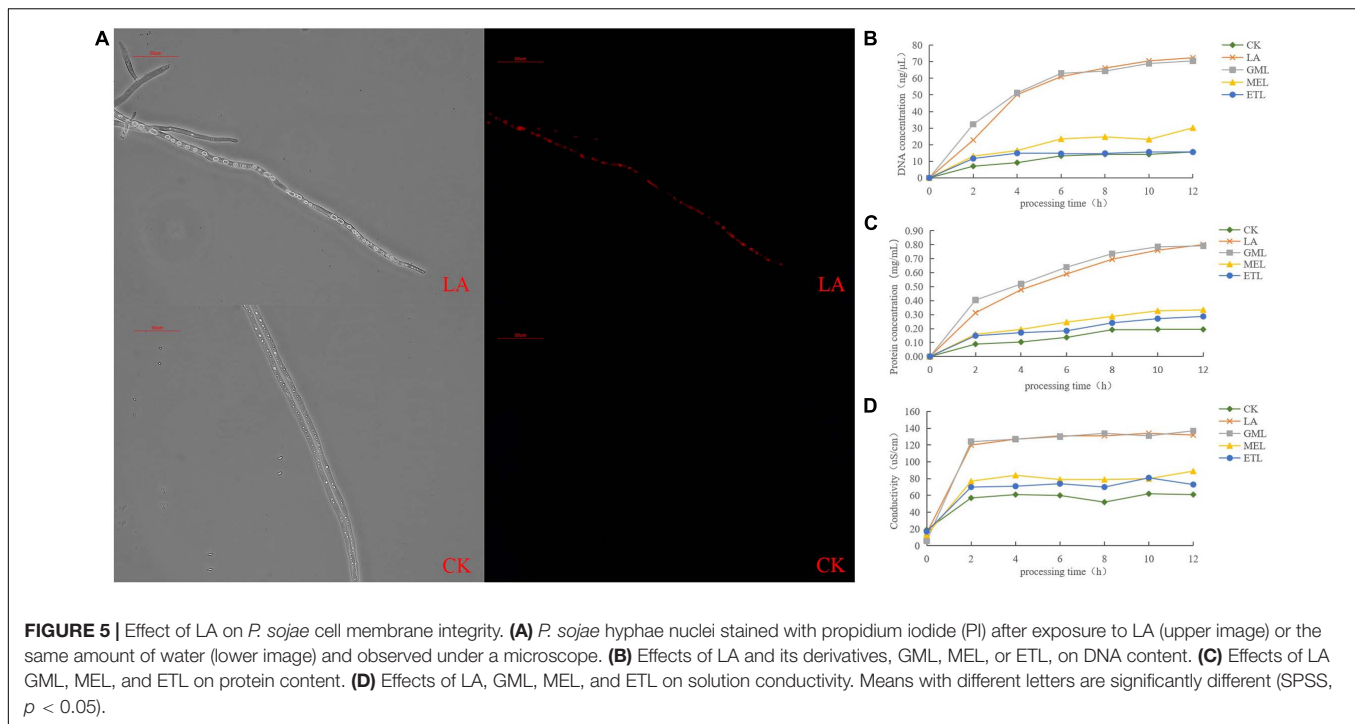 A
LA
LA
CK
CK
B
DNA concentration（ng/μL）
80
70
60
50
40
30
20
10
0
0 2 4 6 8 10 12
processing time（h）
CK
LA
GML
MEL
ETL
C
Protein concentration（mg/mL）
0.90
0.80
0.70
0.60
0.50
0.40
0.30
0.20
0.10
0.00
0 2 4 6 8 10 12
processing time（h）
CK
LA
GML
MEL
ETL
D
Conductivity（uS/cm）
160
140
120
100
80
60
40
20
0
0 2 4 6 8 10 12
processing time（h）
CK
LA
GML
MEL
ETL
FIGURE 5 | Effect of LA on P. sojae cell membrane integrity. (A) P. sojae hyphae nuclei stained with propidium iodide (PI) after exposure to LA (upper image) or the
same amount of water (lower image) and observed under a microscope. (B) Effects of LA and its derivatives, GML, MEL, or ETL, on DNA content. (C) Effects of LA
GML, MEL, and ETL on protein content. (D) Effects of LA, GML, MEL, and ETL on solution conductivity. Means with different letters are significantly different (SPSS,
p < 0.05).